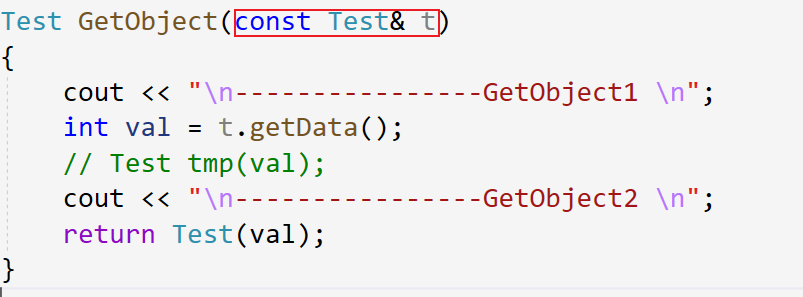 Test GetObject(const Test& t)
{
    cout << "\n----------------GetObject1 \n";
    int val = t.getData();
    // Test tmp(val);
    cout << "\n----------------GetObject2 \n";
    return Test(val);
}